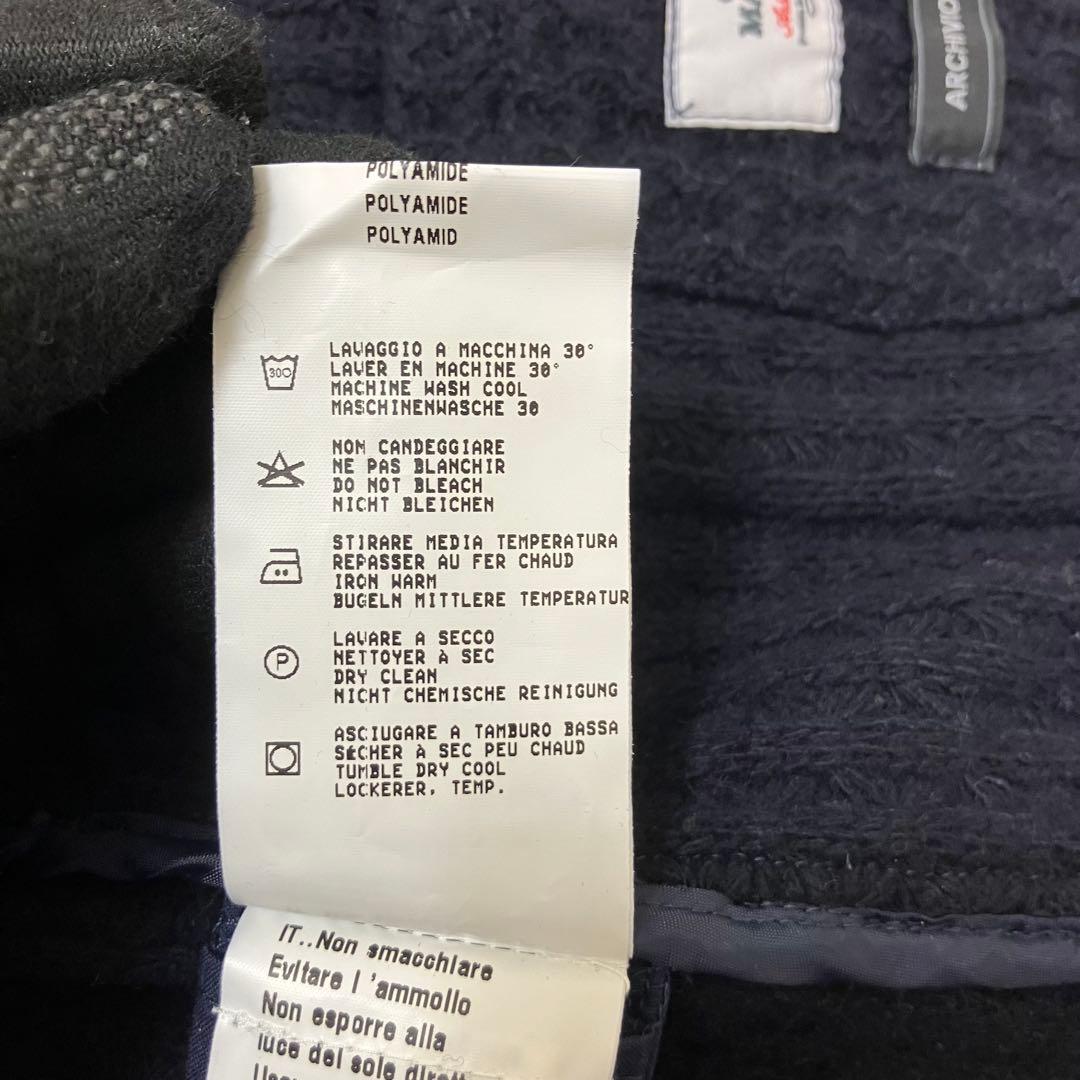 ARCHIVIO
POLYAMIDE
POLYAMIDE
POLYAMID
30°
LAVAGGIO A MACCHINA 30°
LAVER EN MACHINE 30°
MACHINE WASH COOL
MASCHINENWASCHE 30
NON CANDEGGIARE
NE PAS BLANCHIR
DO NOT BLEACH
NICHT BLEICHEN
STIRARE MEDIA TEMPERATURA
REPASSER AU FER CHAUD
IRON WARM
BUGELN MITTLERE TEMPERATUR
P
LAVARE A SECCO
NETTOYER À SEC
DRY CLEAN
NICHT CHEMISCHE REINIGUNG
ASCIUGARE A TAMBURO BASSA
SÉCHER À SEC PEU CHAUD
TUMBLE DRY COOL
LOCKERER, TEMP.
IT..Non smacchiare
Evitare l 'ammollo
Non esporre alla
luce del sole